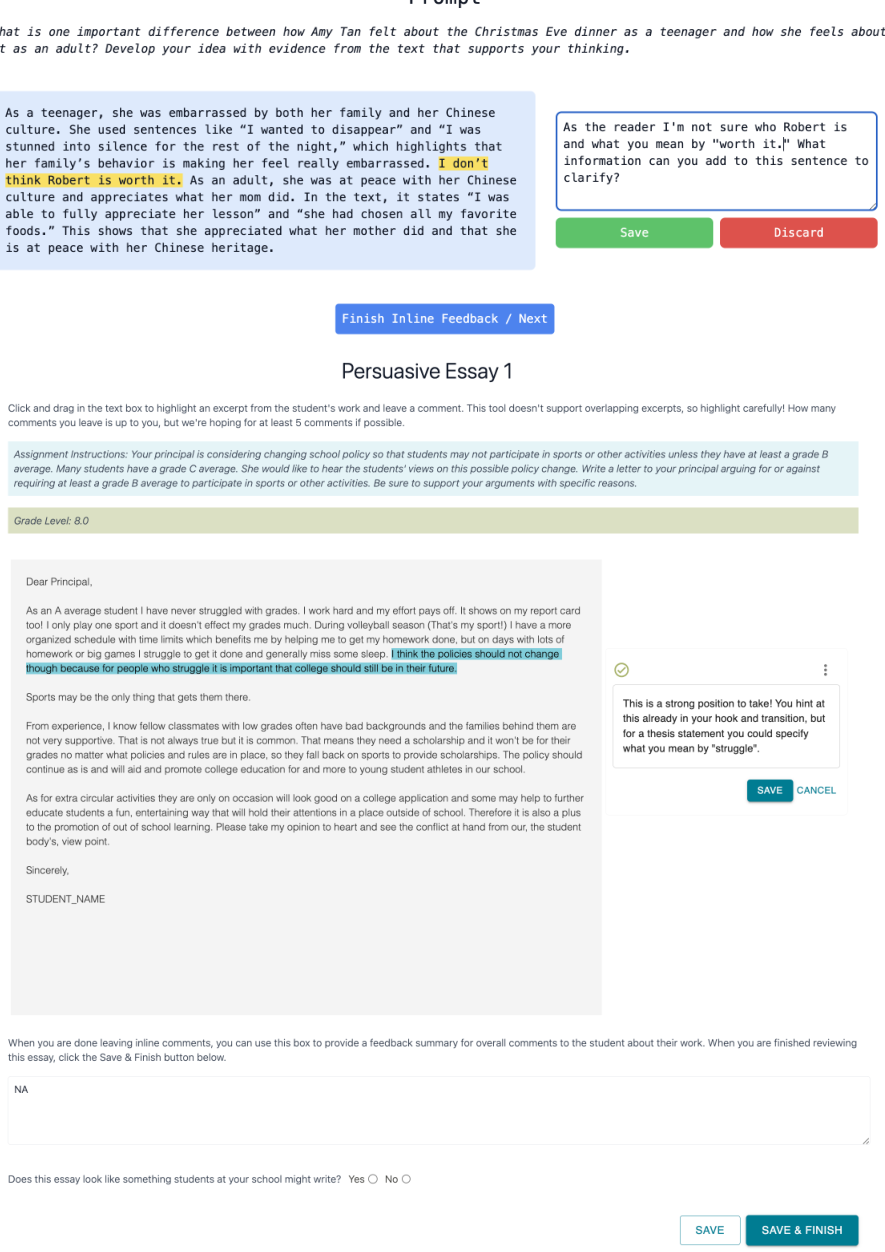 Prompt
hat is one important difference between how Amy Tan felt about the Christmas Eve dinner as a teenager and how she feels about
t as an adult? Develop your idea with evidence from the text that supports your thinking.
As a teenager, she was embarrassed by both her family and her Chinese
culture. She used sentences like “I wanted to disappear” and “I was
stunned into silence for the rest of the night,” which highlights that
her family’s behavior is making her feel really embarrassed. I don’t
think Robert is worth it. As an adult, she was at peace with her Chinese
culture and appreciates what her mom did. In the text, it states “I was
able to fully appreciate her lesson” and “she had chosen all my favorite
foods.” This shows that she appreciated what her mother did and that she
is at peace with her Chinese heritage.
As the reader I'm not sure who Robert is
and what you mean by "worth it." What
information can you add to this sentence to
clarify?
Save
Discard
Finish Inline Feedback / Next
Persuasive Essay 1
Click and drag in the text box to highlight an excerpt from the student's work and leave a comment. This tool doesn't support overlapping excerpts, so highlight carefully! How many
comments you leave is up to you, but we're hoping for at least 5 comments if possible.
Assignment Instructions: Your principal is considering changing school policy so that students may not participate in sports or other activities unless they have at least a grade B
average. Many students have a grade C average. She would like to hear the students' views on this possible policy change. Write a letter to your principal arguing for or against
requiring at least a grade B average to participate in sports or other activities. Be sure to support your arguments with specific reasons.
Grade Level: 8.0
Dear Principal,
As an A average student I have never struggled with grades. I work hard and my effort pays off. It shows on my report card
too! I only play one sport and it doesn't effect my grades much. During volleyball season (That's my sport!) I have a more
organized schedule with time limits which benefits me by helping me to get my homework done, but on days with lots of
homework or big games I struggle to get it done and generally miss some sleep. I think the policies should not change
though because for people who struggle it is important that college should still be in their future.
Sports may be the only thing that gets them there.
From experience, I know fellow classmates with low grades often have bad backgrounds and the families behind them are
not very supportive. That is not always true but it is common. That means they need a scholarship and it won't be for their
grades no matter what policies and rules are in place, so they fall back on sports to provide scholarships. The policy should
continue as is and will aid and promote college education for and more to young student athletes in our school.
As for extra circular activities they are only on occasion will look good on a college application and some may help to further
educate students a fun, entertaining way that will hold their attentions in a place outside of school. Therefore it is also a plus
to the promotion of out of school learning. Please take my opinion to heart and see the conflict at hand from our, the student
body's, view point.
Sincerely,
STUDENT_NAME
This is a strong position to take! You hint at
this already in your hook and transition, but
for a thesis statement you could specify
what you mean by "struggle".
SAVE
CANCEL
When you are done leaving inline comments, you can use this box to provide a feedback summary for overall comments to the student about their work. When you are finished reviewing
this essay, click the Save & Finish button below.
NA
Does this essay look like something students at your school might write? Yes No
SAVE
SAVE & FINISH